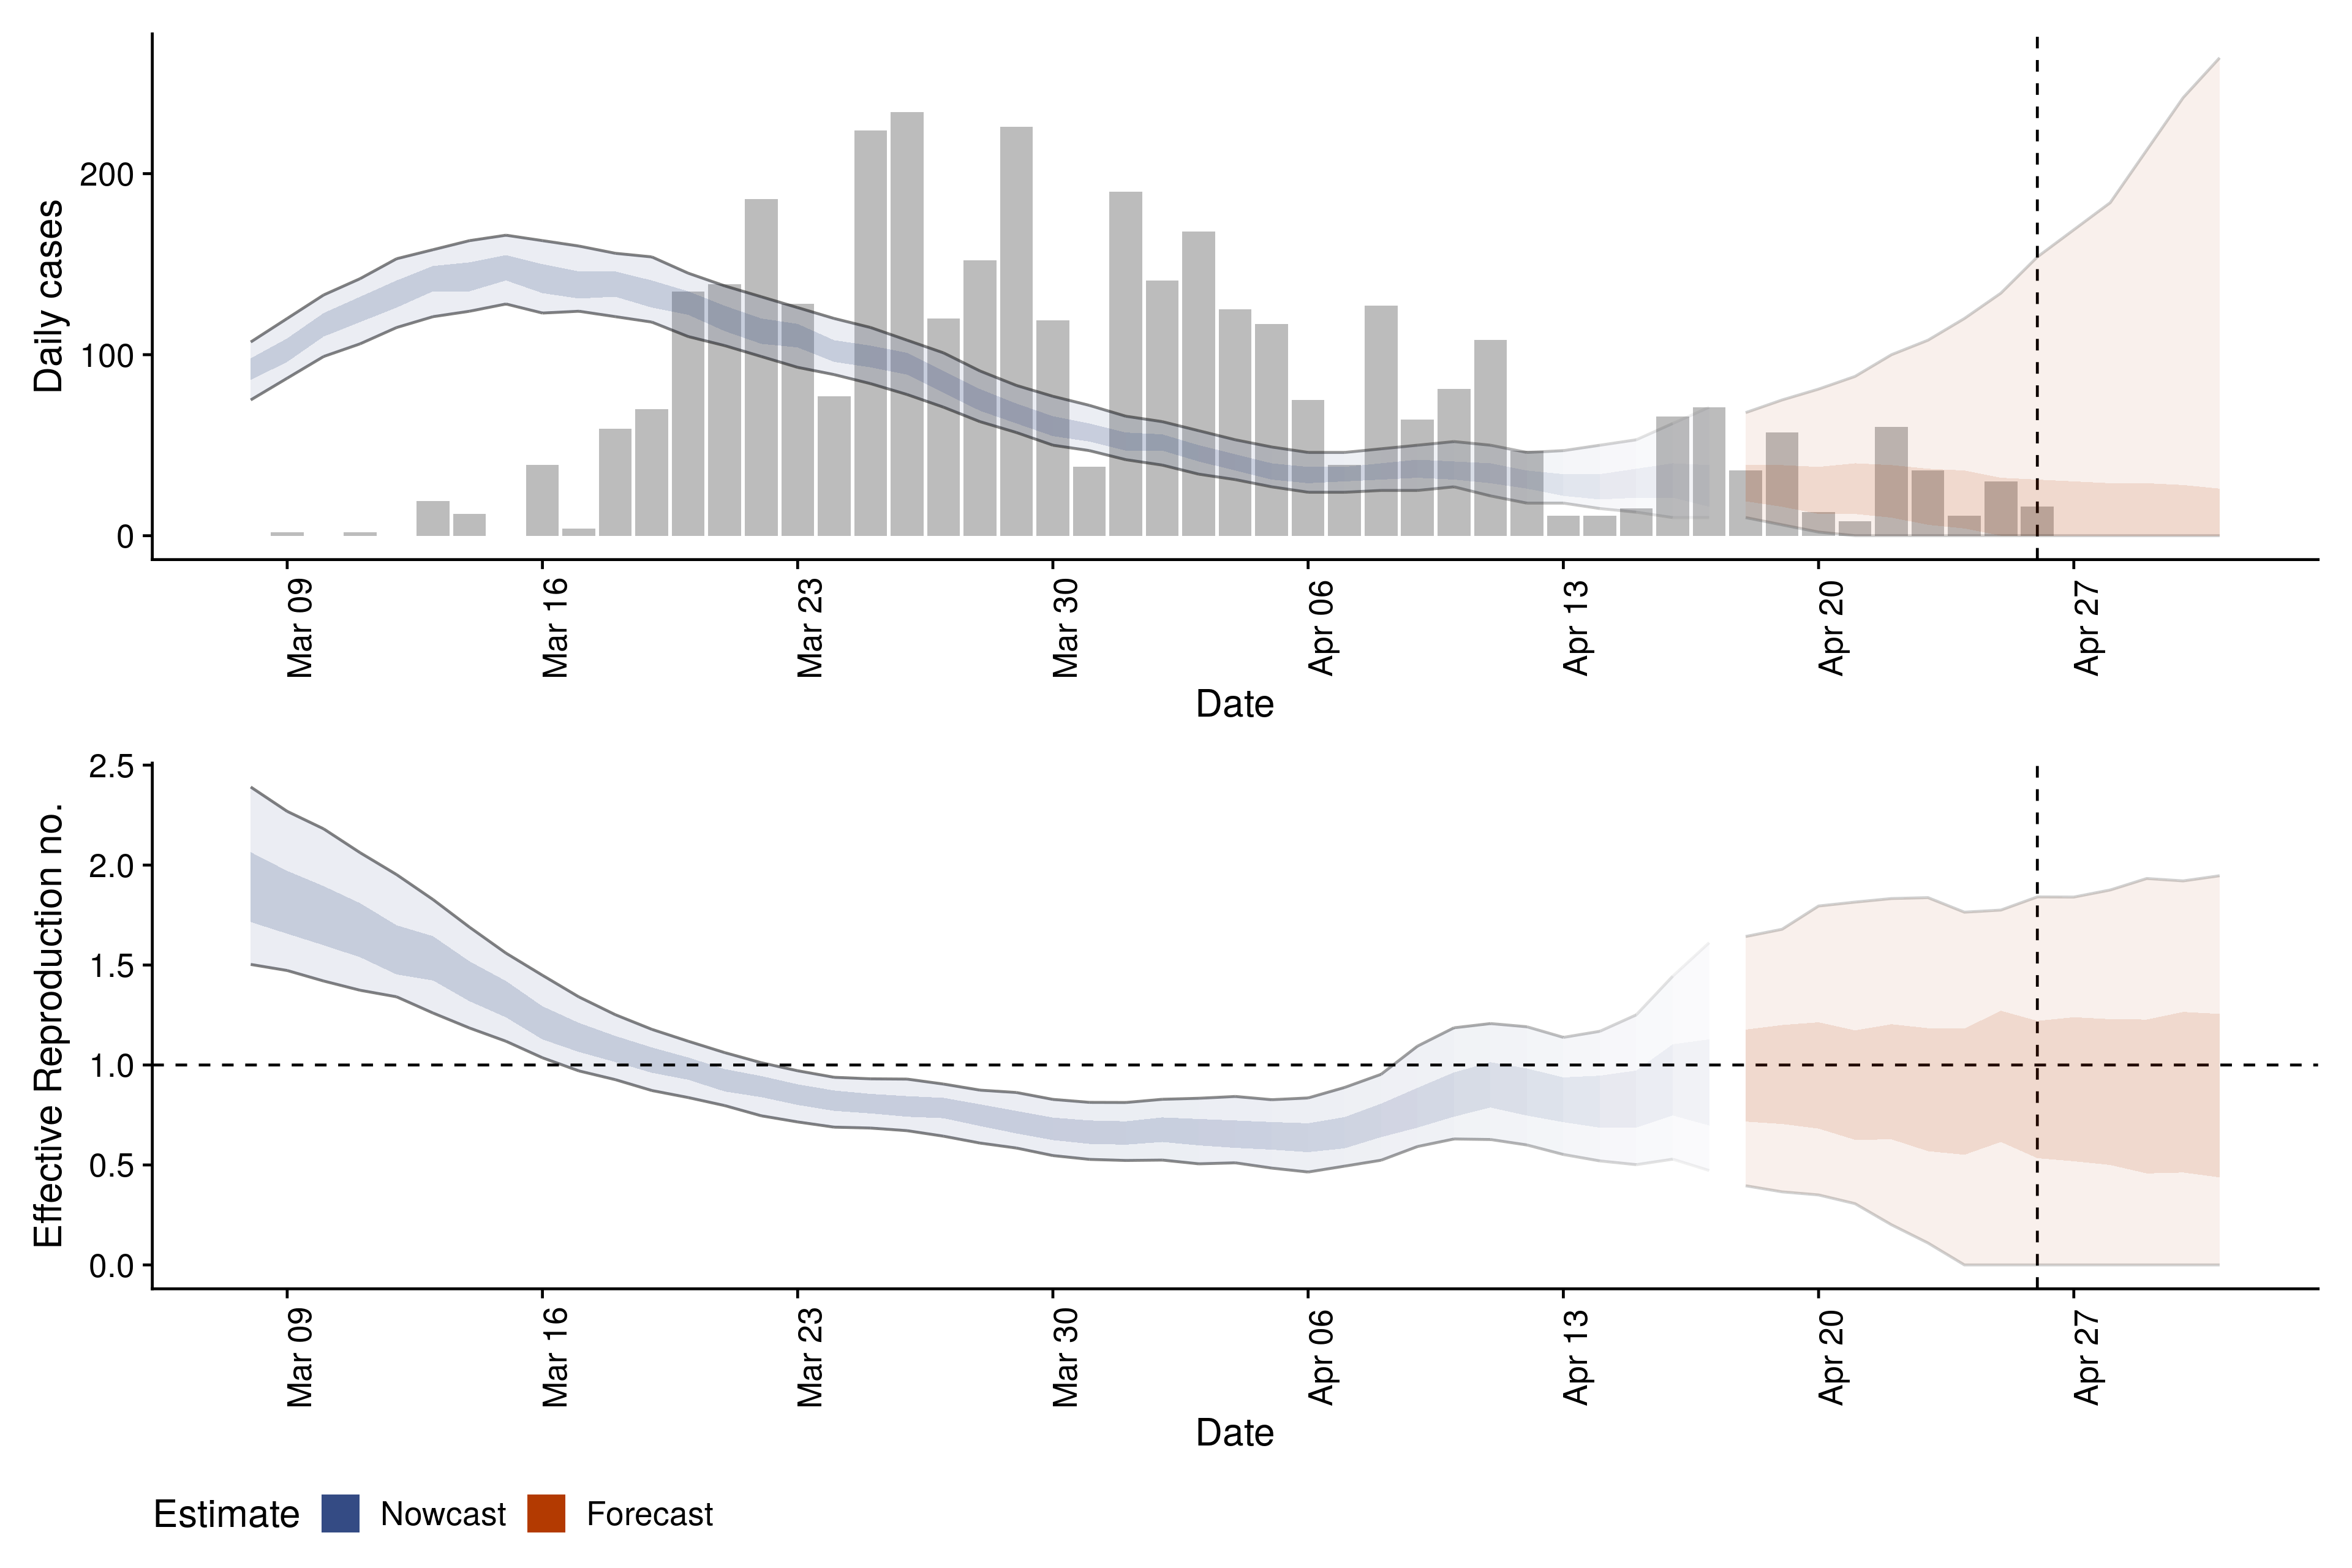 Daily cases
200
100
0
Mar 09 Mar 16 Mar 23 Mar 30 Apr 06 Apr 13 Apr 20 Apr 27
Date
Effective Reproduction no.
2.5
2.0
1.5
1.0
0.5
0.0
Mar 09 Mar 16 Mar 23 Mar 30 Apr 06 Apr 13 Apr 20 Apr 27
Date
Estimate Nowcast Forecast